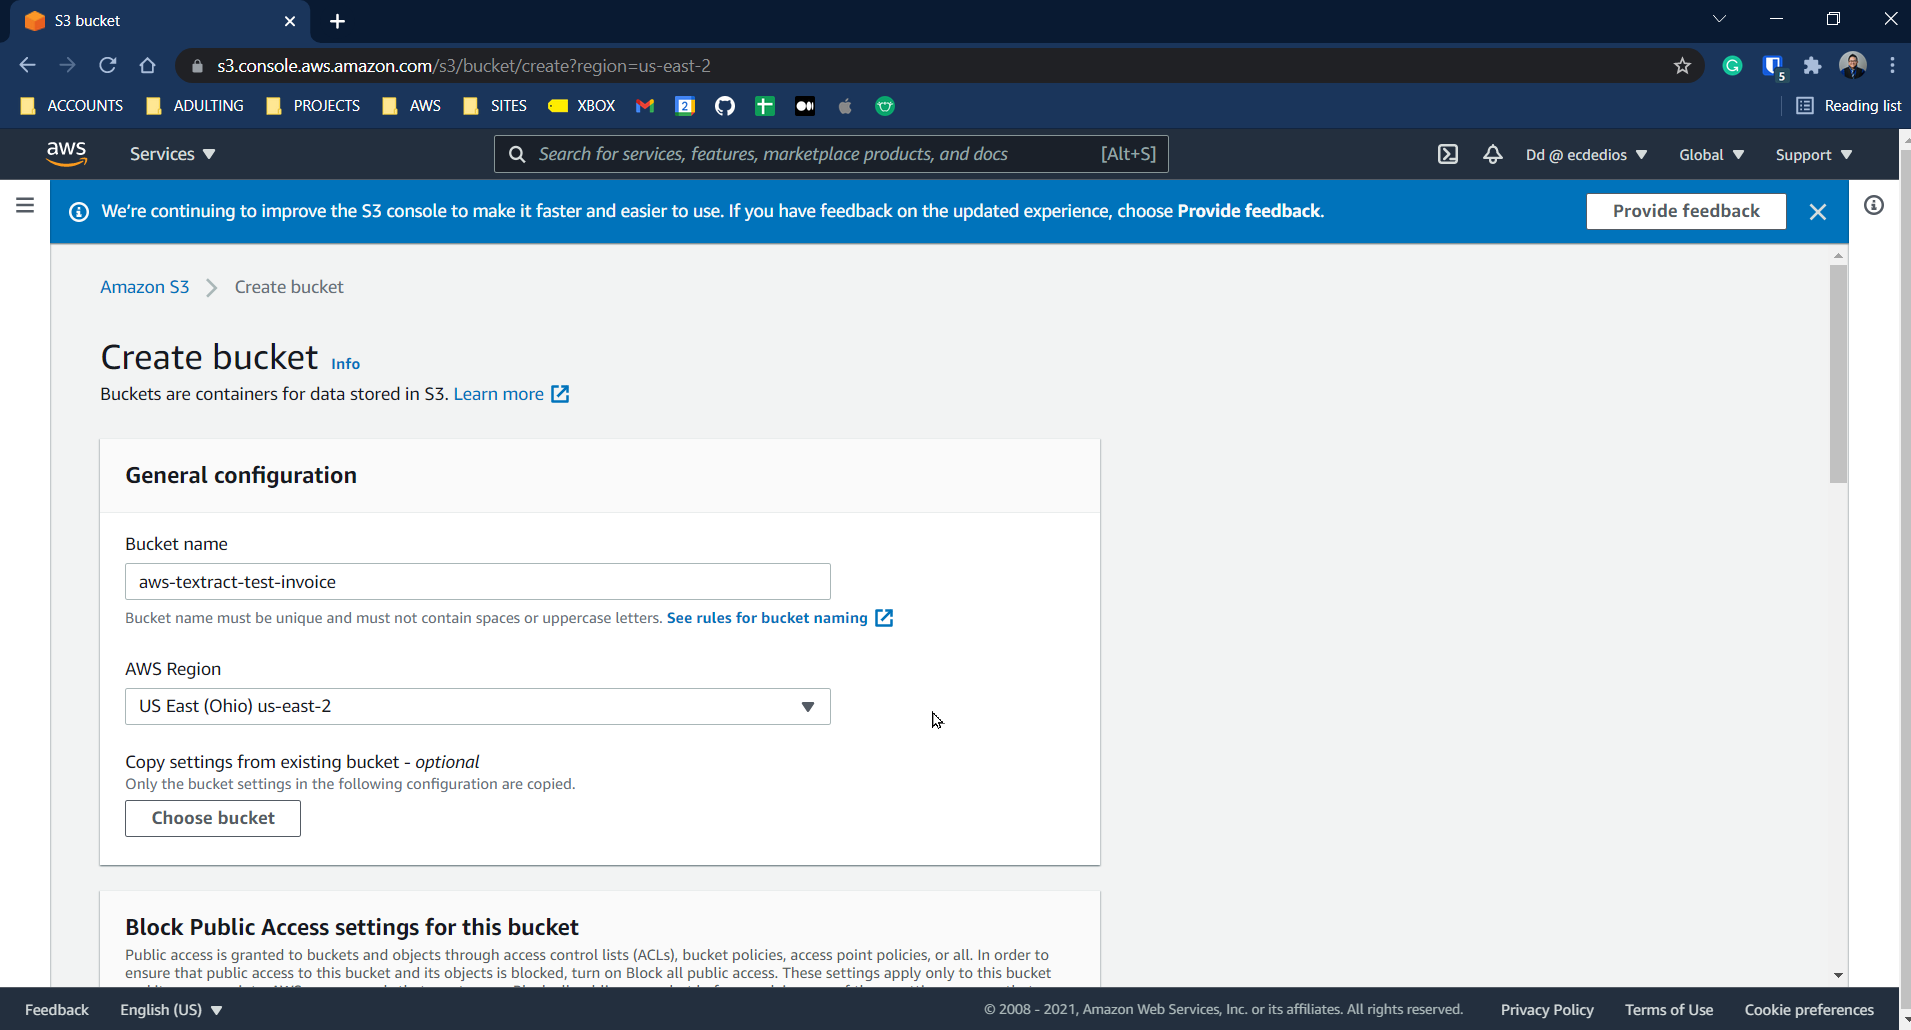 S3 bucket
s3.console.aws.amazon.com/s3/bucket/create?region=us-east-2
5
ACCOUNTS ADULTING PROJECTS AWS SITES XBOX 2 Reading list
aws Services Search for services, features, marketplace products, and docs [Alt+S] Dd @ ecdedios Global Support
We're continuing to improve the S3 console to make it faster and easier to use. If you have feedback on the updated experience, choose Provide feedback. Provide feedback
Amazon S3 Create bucket
Create bucket Info
Buckets are containers for data stored in S3. Learn more
General configuration
Bucket name
aws-textract-test-invoice
Bucket name must be unique and must not contain spaces or uppercase letters. See rules for bucket naming
AWS Region
US East (Ohio) us-east-2
Copy settings from existing bucket - optional
Only the bucket settings in the following configuration are copied.
Choose bucket
Block Public Access settings for this bucket
Public access is granted to buckets and objects through access control lists (ACLs), bucket policies, access point policies, or all. In order to
ensure that public access to this bucket and its objects is blocked, turn on Block all public access. These settings apply only to this bucket
Feedback English (US) © 2008 - 2021, Amazon Web Services, Inc. or its affiliates. All rights reserved. Privacy Policy Terms of Use Cookie preferences